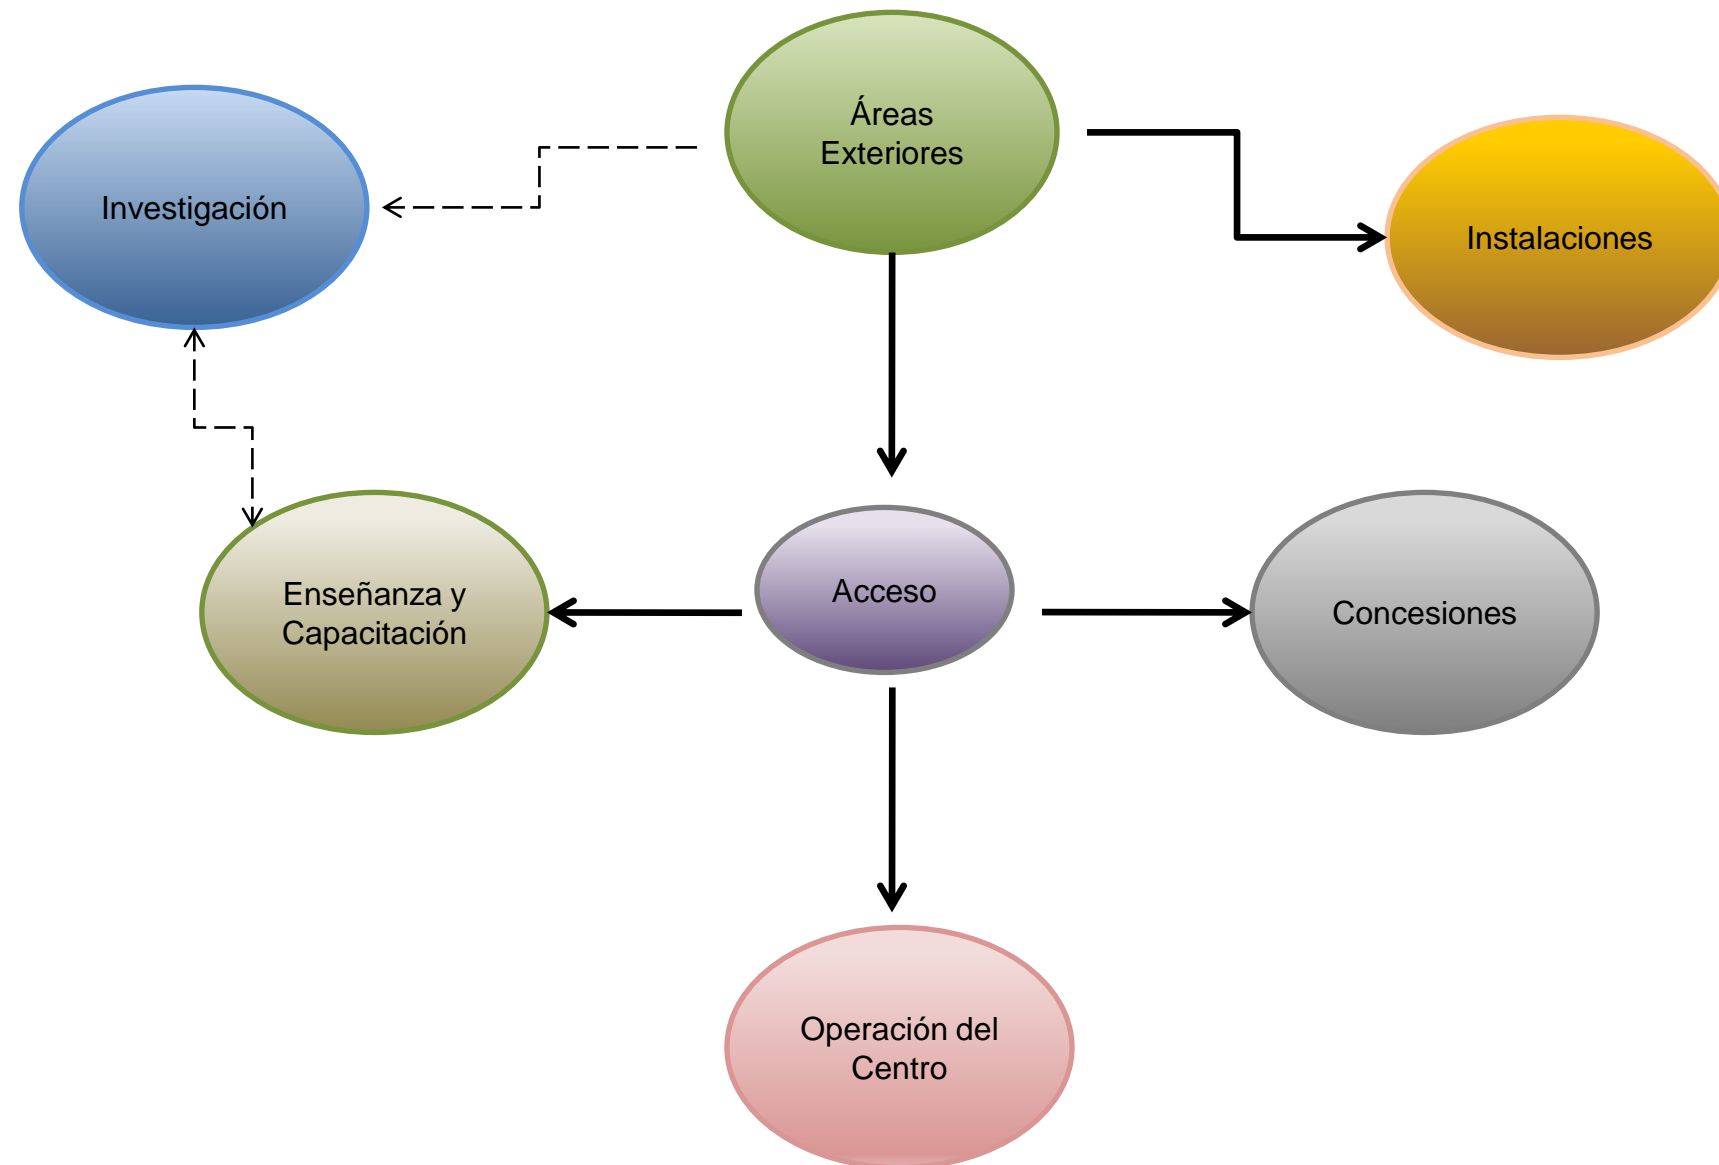 Áreas
Exteriores
Investigación
Instalaciones
Enseñanza y
Capacitación
Acceso
Concesiones
Operación del
Centro